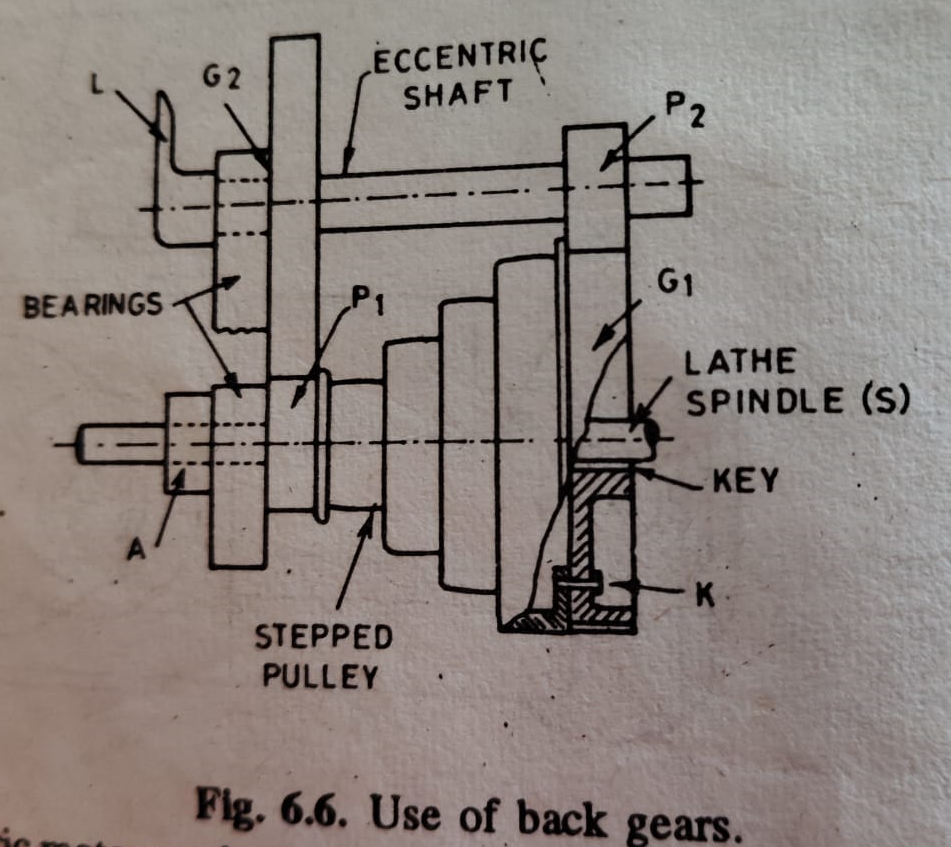 L
G2
ECCENTRIC
SHAFT
P2
BEARINGS
P1
G1
LATHE
SPINDLE (S)
KEY
A
K
STEPPED
PULLEY
Fig. 6.6. Use of back gears.